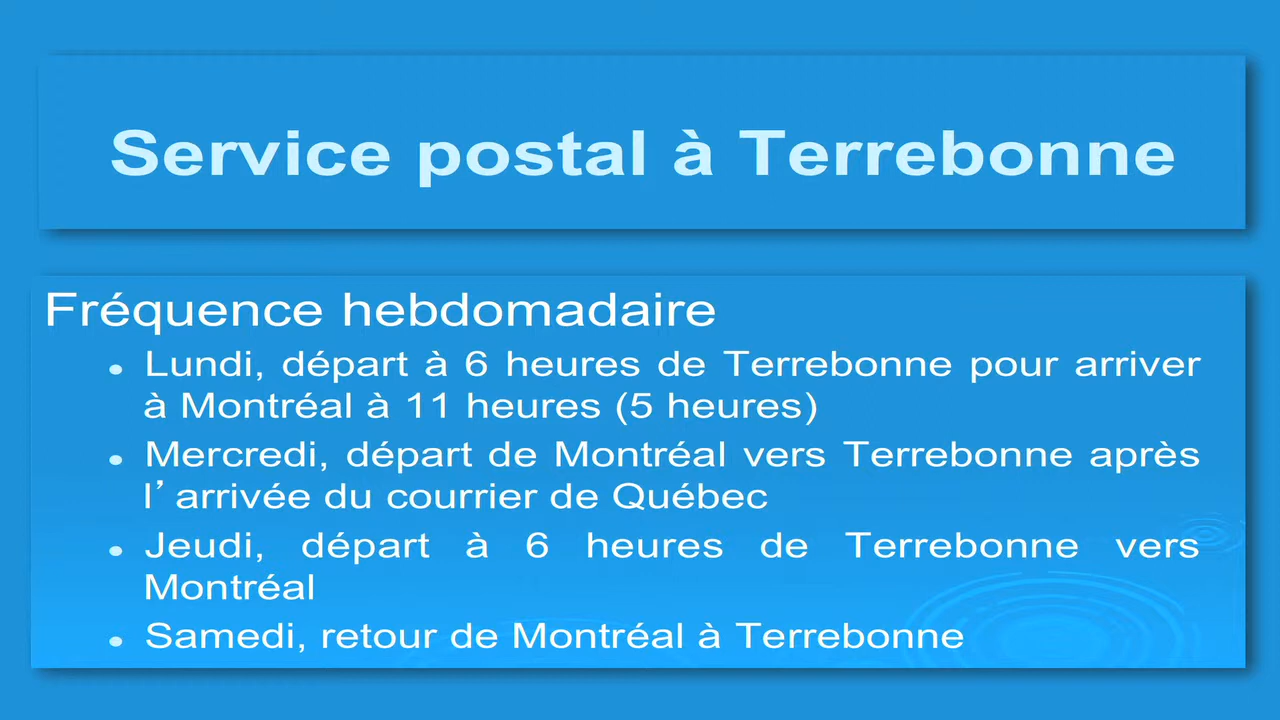 Service postal à Terrebonne
Fréquence hebdomadaire
• Lundi, départ à 6 heures de Terrebonne pour arriver
à Montréal à 11 heures (5 heures)
• Mercredi, départ de Montréal vers Terrebonne après
l’arrivée du courrier de Québec
• Jeudi, départ à 6 heures de Terrebonne vers
Montréal
• Samedi, retour de Montréal à Terrebonne